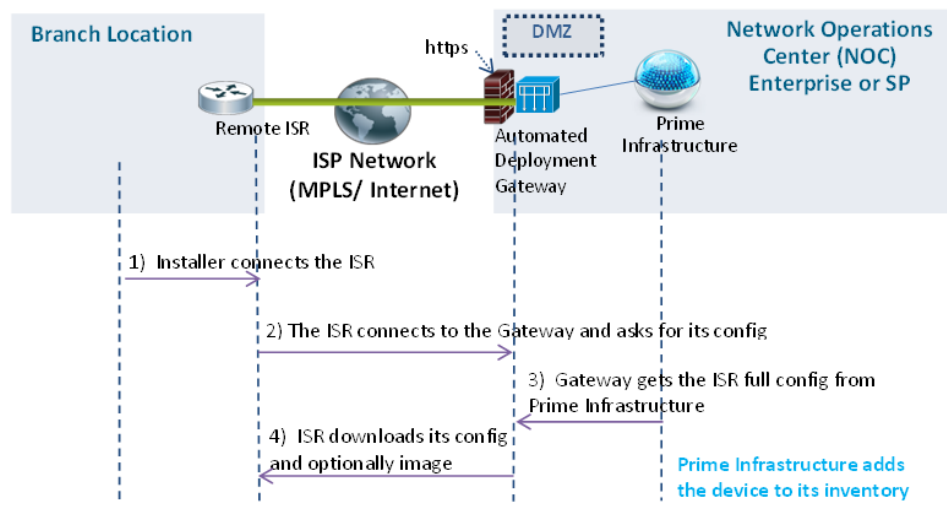 Branch Location
DMZ
Network Operations
Center (NOC)
Enterprise or SP
https
Remote ISR
ISP Network
(MPLS/ Internet)
Automated
Deployment
Gateway
Prime
Infrastructure
1) Installer connects the ISR
2) The ISR connects to the Gateway and asks for its config
3) Gateway gets the ISR full config from
Prime Infrastructure
4) ISR downloads its config
and optionally image
Prime Infrastructure adds
the device to its inventory